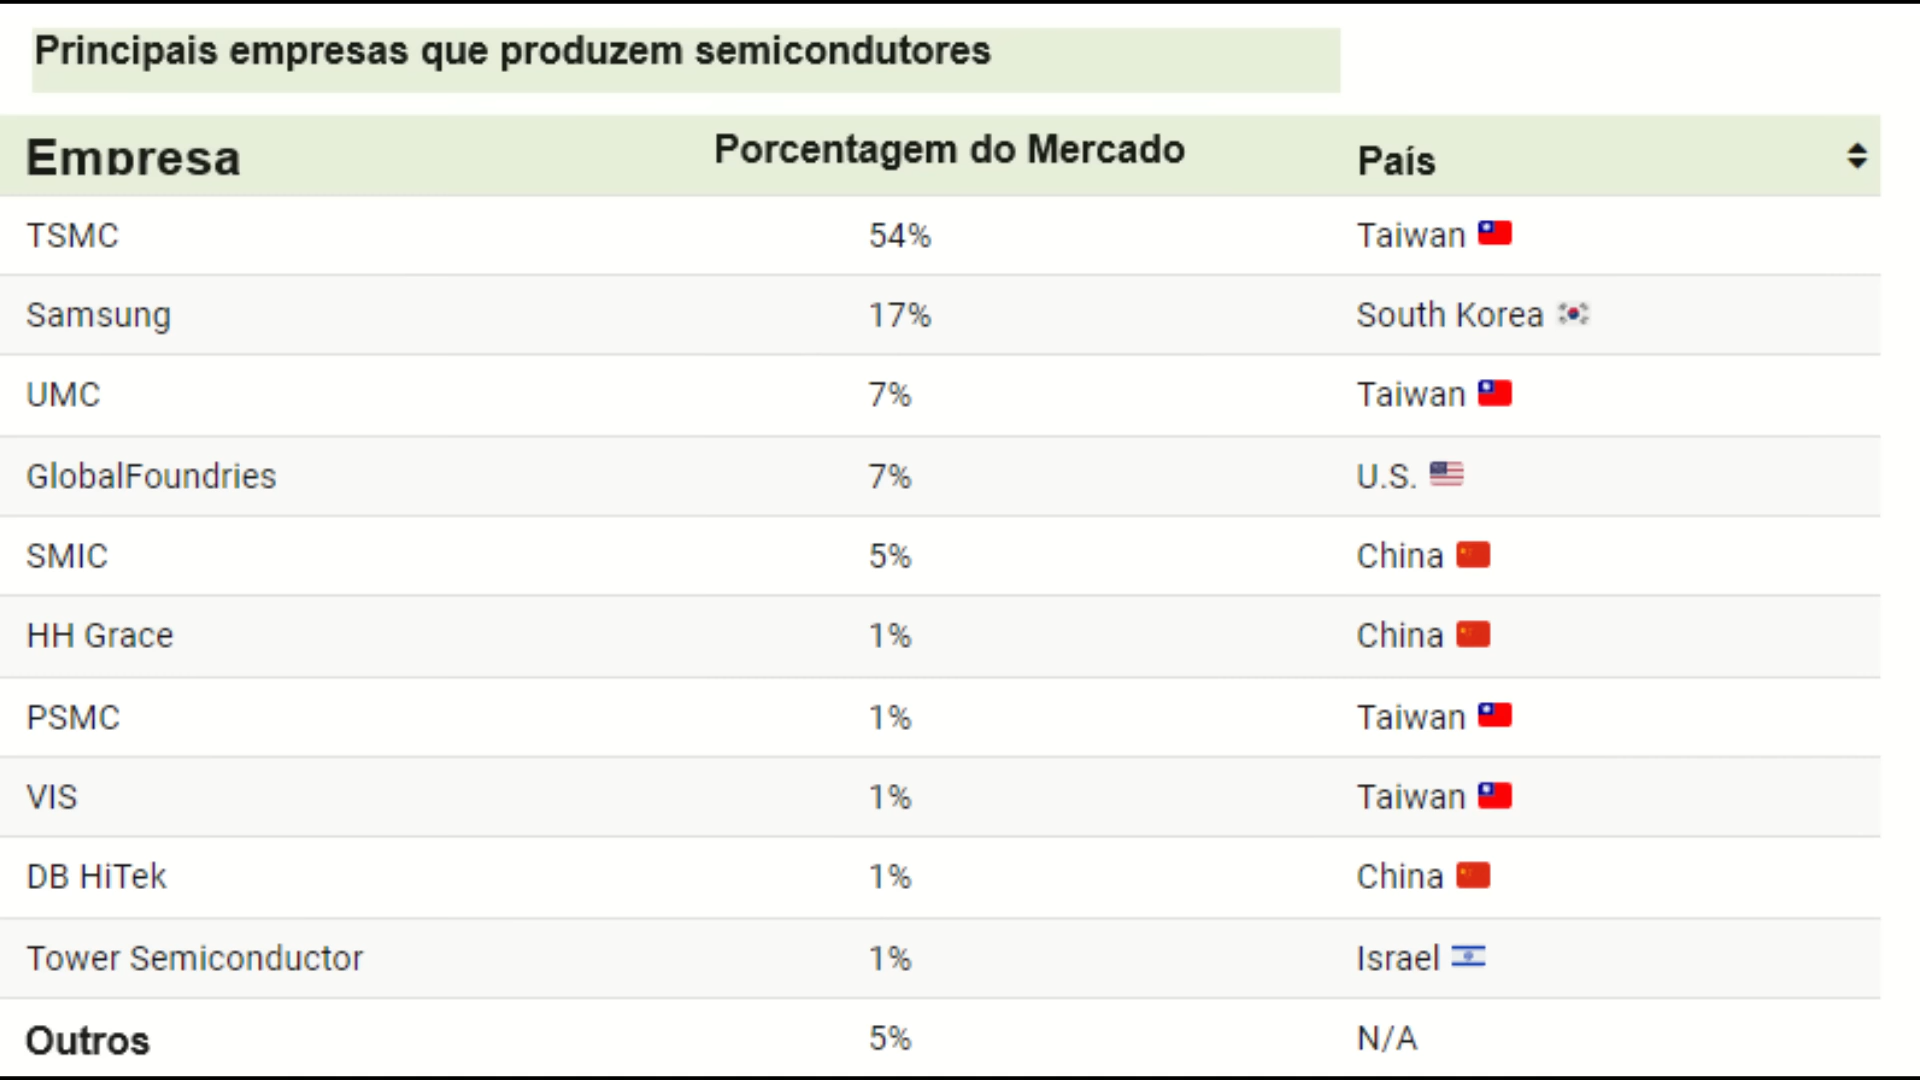 Principais empresas que produzem semicondutores
Empresa Porcentagem do Mercado País
TSMC 54% Taiwan
Samsung 17% South Korea
UMC 7% Taiwan
GlobalFoundries 7% U.S.
SMIC 5% China
HH Grace 1% China
PSMC 1% Taiwan
VIS 1% Taiwan
DB HiTek 1% China
Tower Semiconductor 1% Israel
Outros 5% N/A